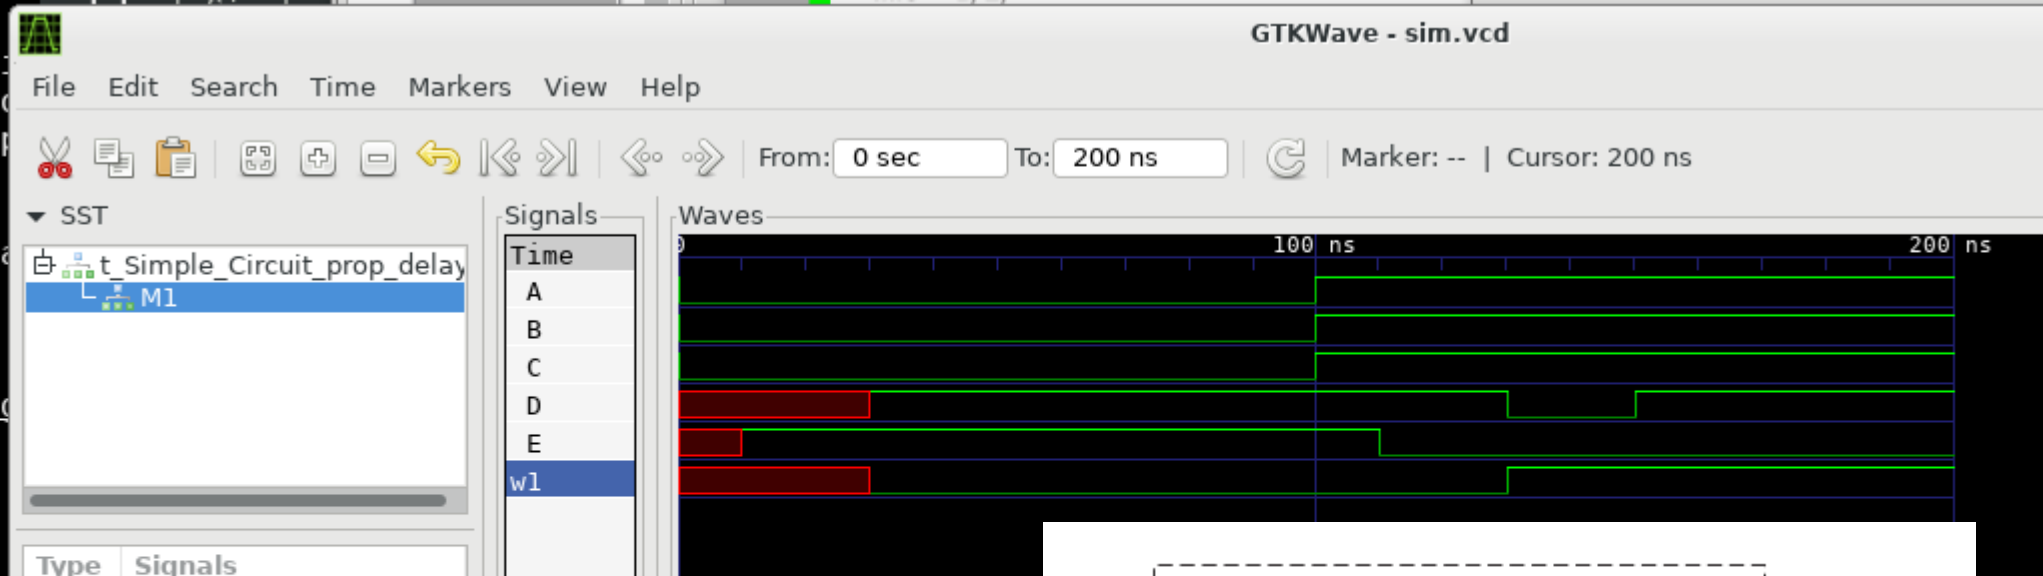 GTKWave - sim.vcd
File Edit Search Time Markers View Help
From: 0 sec To: 200 ns Marker: -- | Cursor: 200 ns
SST
t_Simple_Circuit_prop_delay
M1
Type Signals
Signals
Time
A
B
C
D
E
w1
Waves
0 100 ns 200 ns